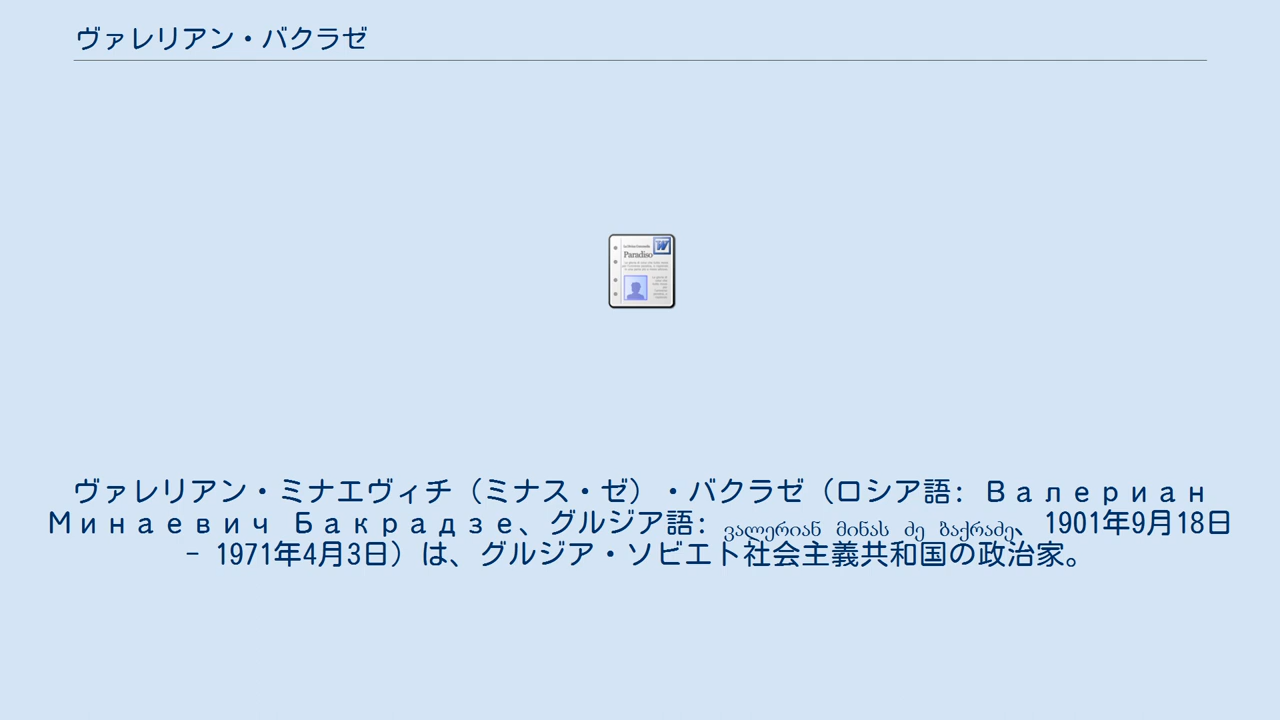 ヴァレリアン・バクラゼ
Paradiso
W
ヴァレリアン・ミナエヴィチ（ミナス・ゼ）・バクラゼ（ロシア語: Валериан
Минаевич Бакрадзе、グルジア語: ვალერიან მინას ძე ბაქრაძე、1901年9月18日
- 1971年4月3日）は、グルジア・ソビエト社会主義共和国の政治家。